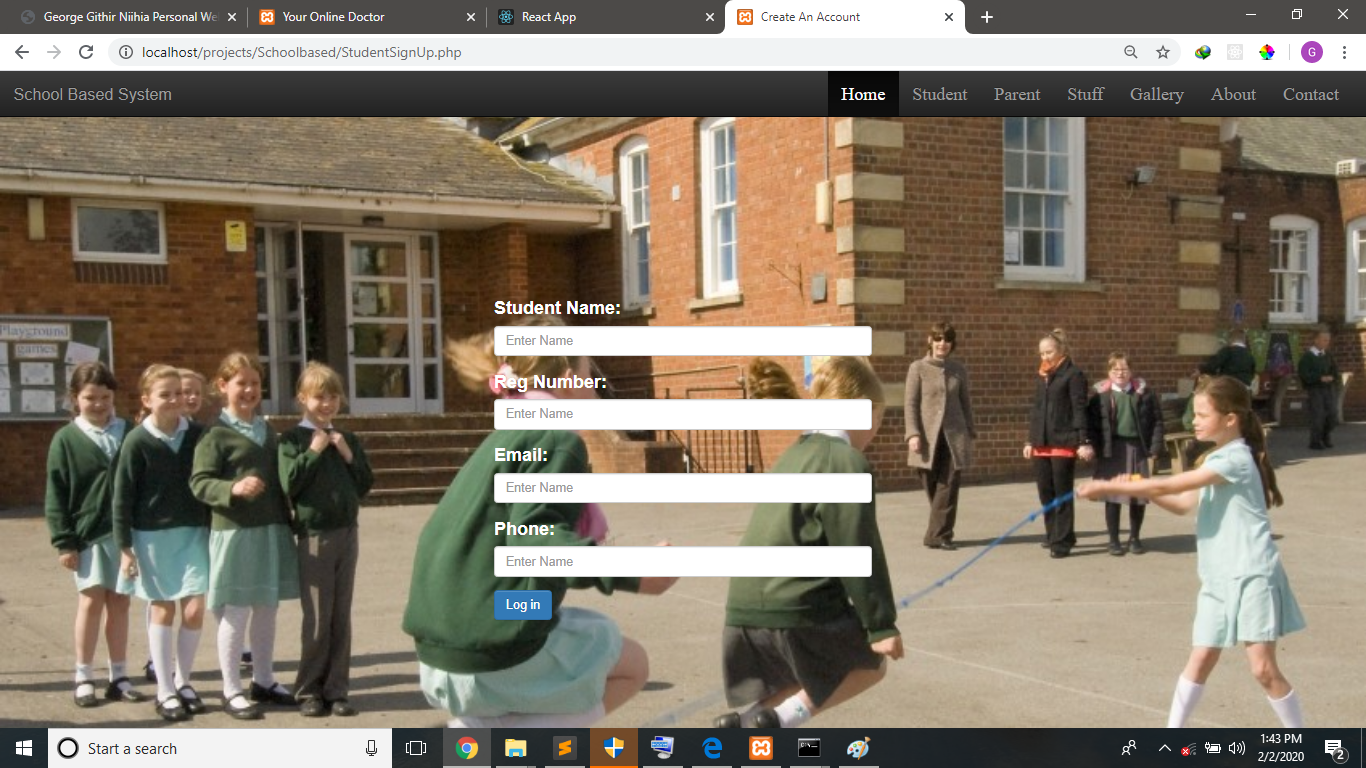 George Githir Niihia Personal We
Your Online Doctor
React App
Create An Account
localhost/projects/Schoolbased/StudentSignUp.php
G
School Based System
Home
Student
Parent
Stuff
Gallery
About
Contact
Playground
games
Student Name:
Enter Name
Reg Number:
Enter Name
Email:
Enter Name
Phone:
Enter Name
Log in
Start a search
1:43 PM
2/2/2020
2